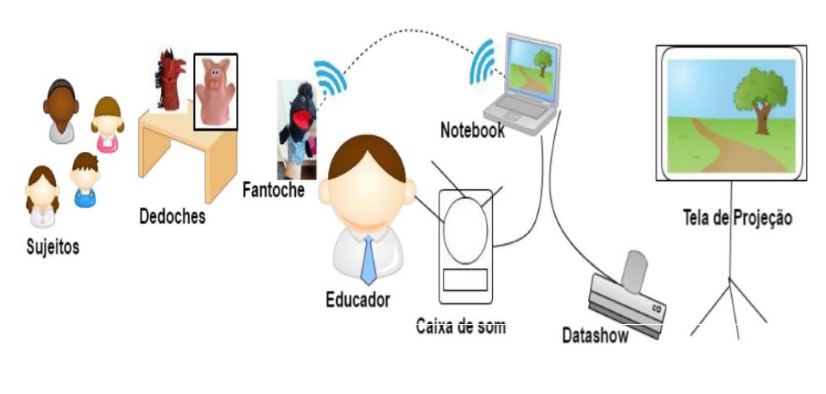 Sujeitos
Dedoches
Fantoche
Educador
Notebook
Caixa de som
Datashow
Tela de Projeção